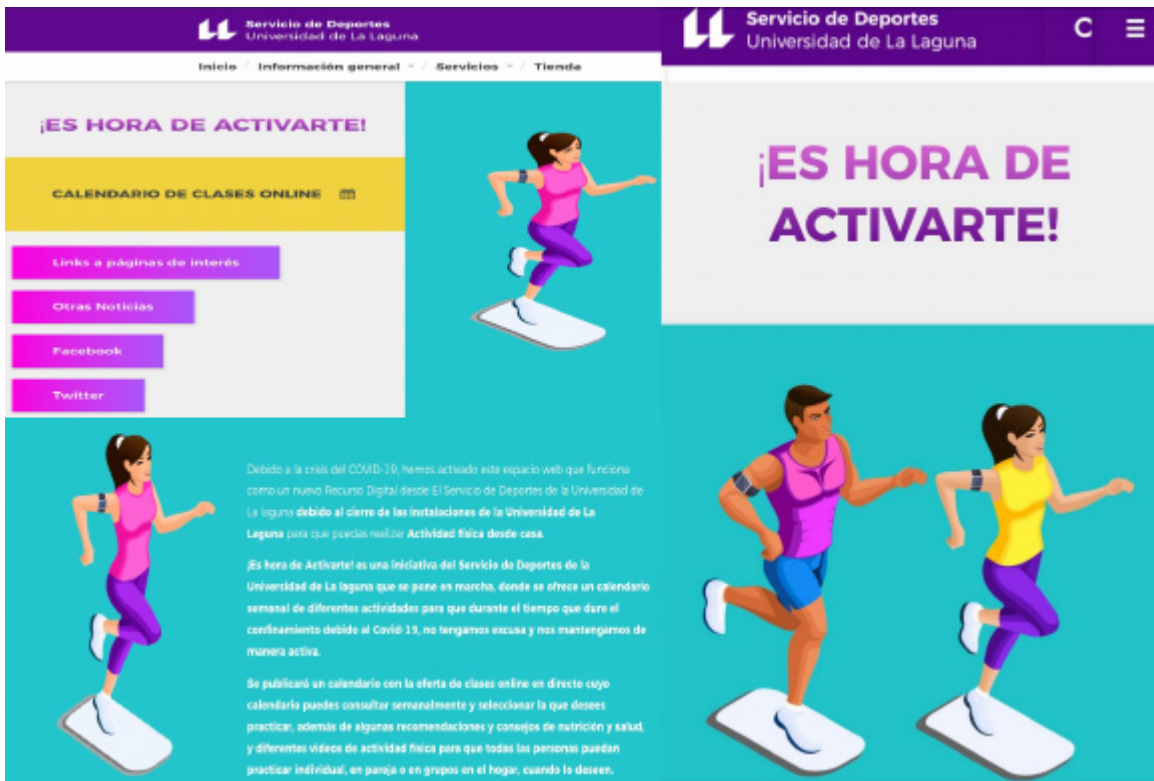 Servicio de Deportes
Universidad de La Laguna
Inicio / Información general / Servicios / Tienda
¡ES HORA DE ACTIVARTE!
CALENDARIO DE CLASES ONLINE
Links a páginas de interés
Otras Noticias
Facebook
Twitter
Debido a la crisis del COVID-19, hemos activado este espacio web que funciona
como un nuevo Recurso Digital desde El Servicio de Deportes de la Universidad de
La laguna debido al cierre de las instalaciones de la Universidad de La
Laguna para que puedas realizar Actividad física desde casa.
¡Es hora de Activarte! es una iniciativa del Servicio de Deportes de la
Universidad de La laguna que se pone en marcha, donde se ofrece un calendario
semanal de diferentes actividades para que durante el tiempo que dure el
confinamiento debido al Covid-19, no tengamos excusa y nos mantengamos de
manera activa.
Se publicará un calendario con la oferta de clases online en directo cuyo
calendario puedes consultar semanalmente y seleccionar la que desees
practicar, además de algunas recomendaciones y consejos de nutrición y salud,
y diferentes vídeos de actividad física para que todas las personas puedan
practicar individual, en pareja o en grupos en el hogar, cuando lo deseen.
Servicio de Deportes
Universidad de La Laguna
¡ES HORA DE
ACTIVARTE!